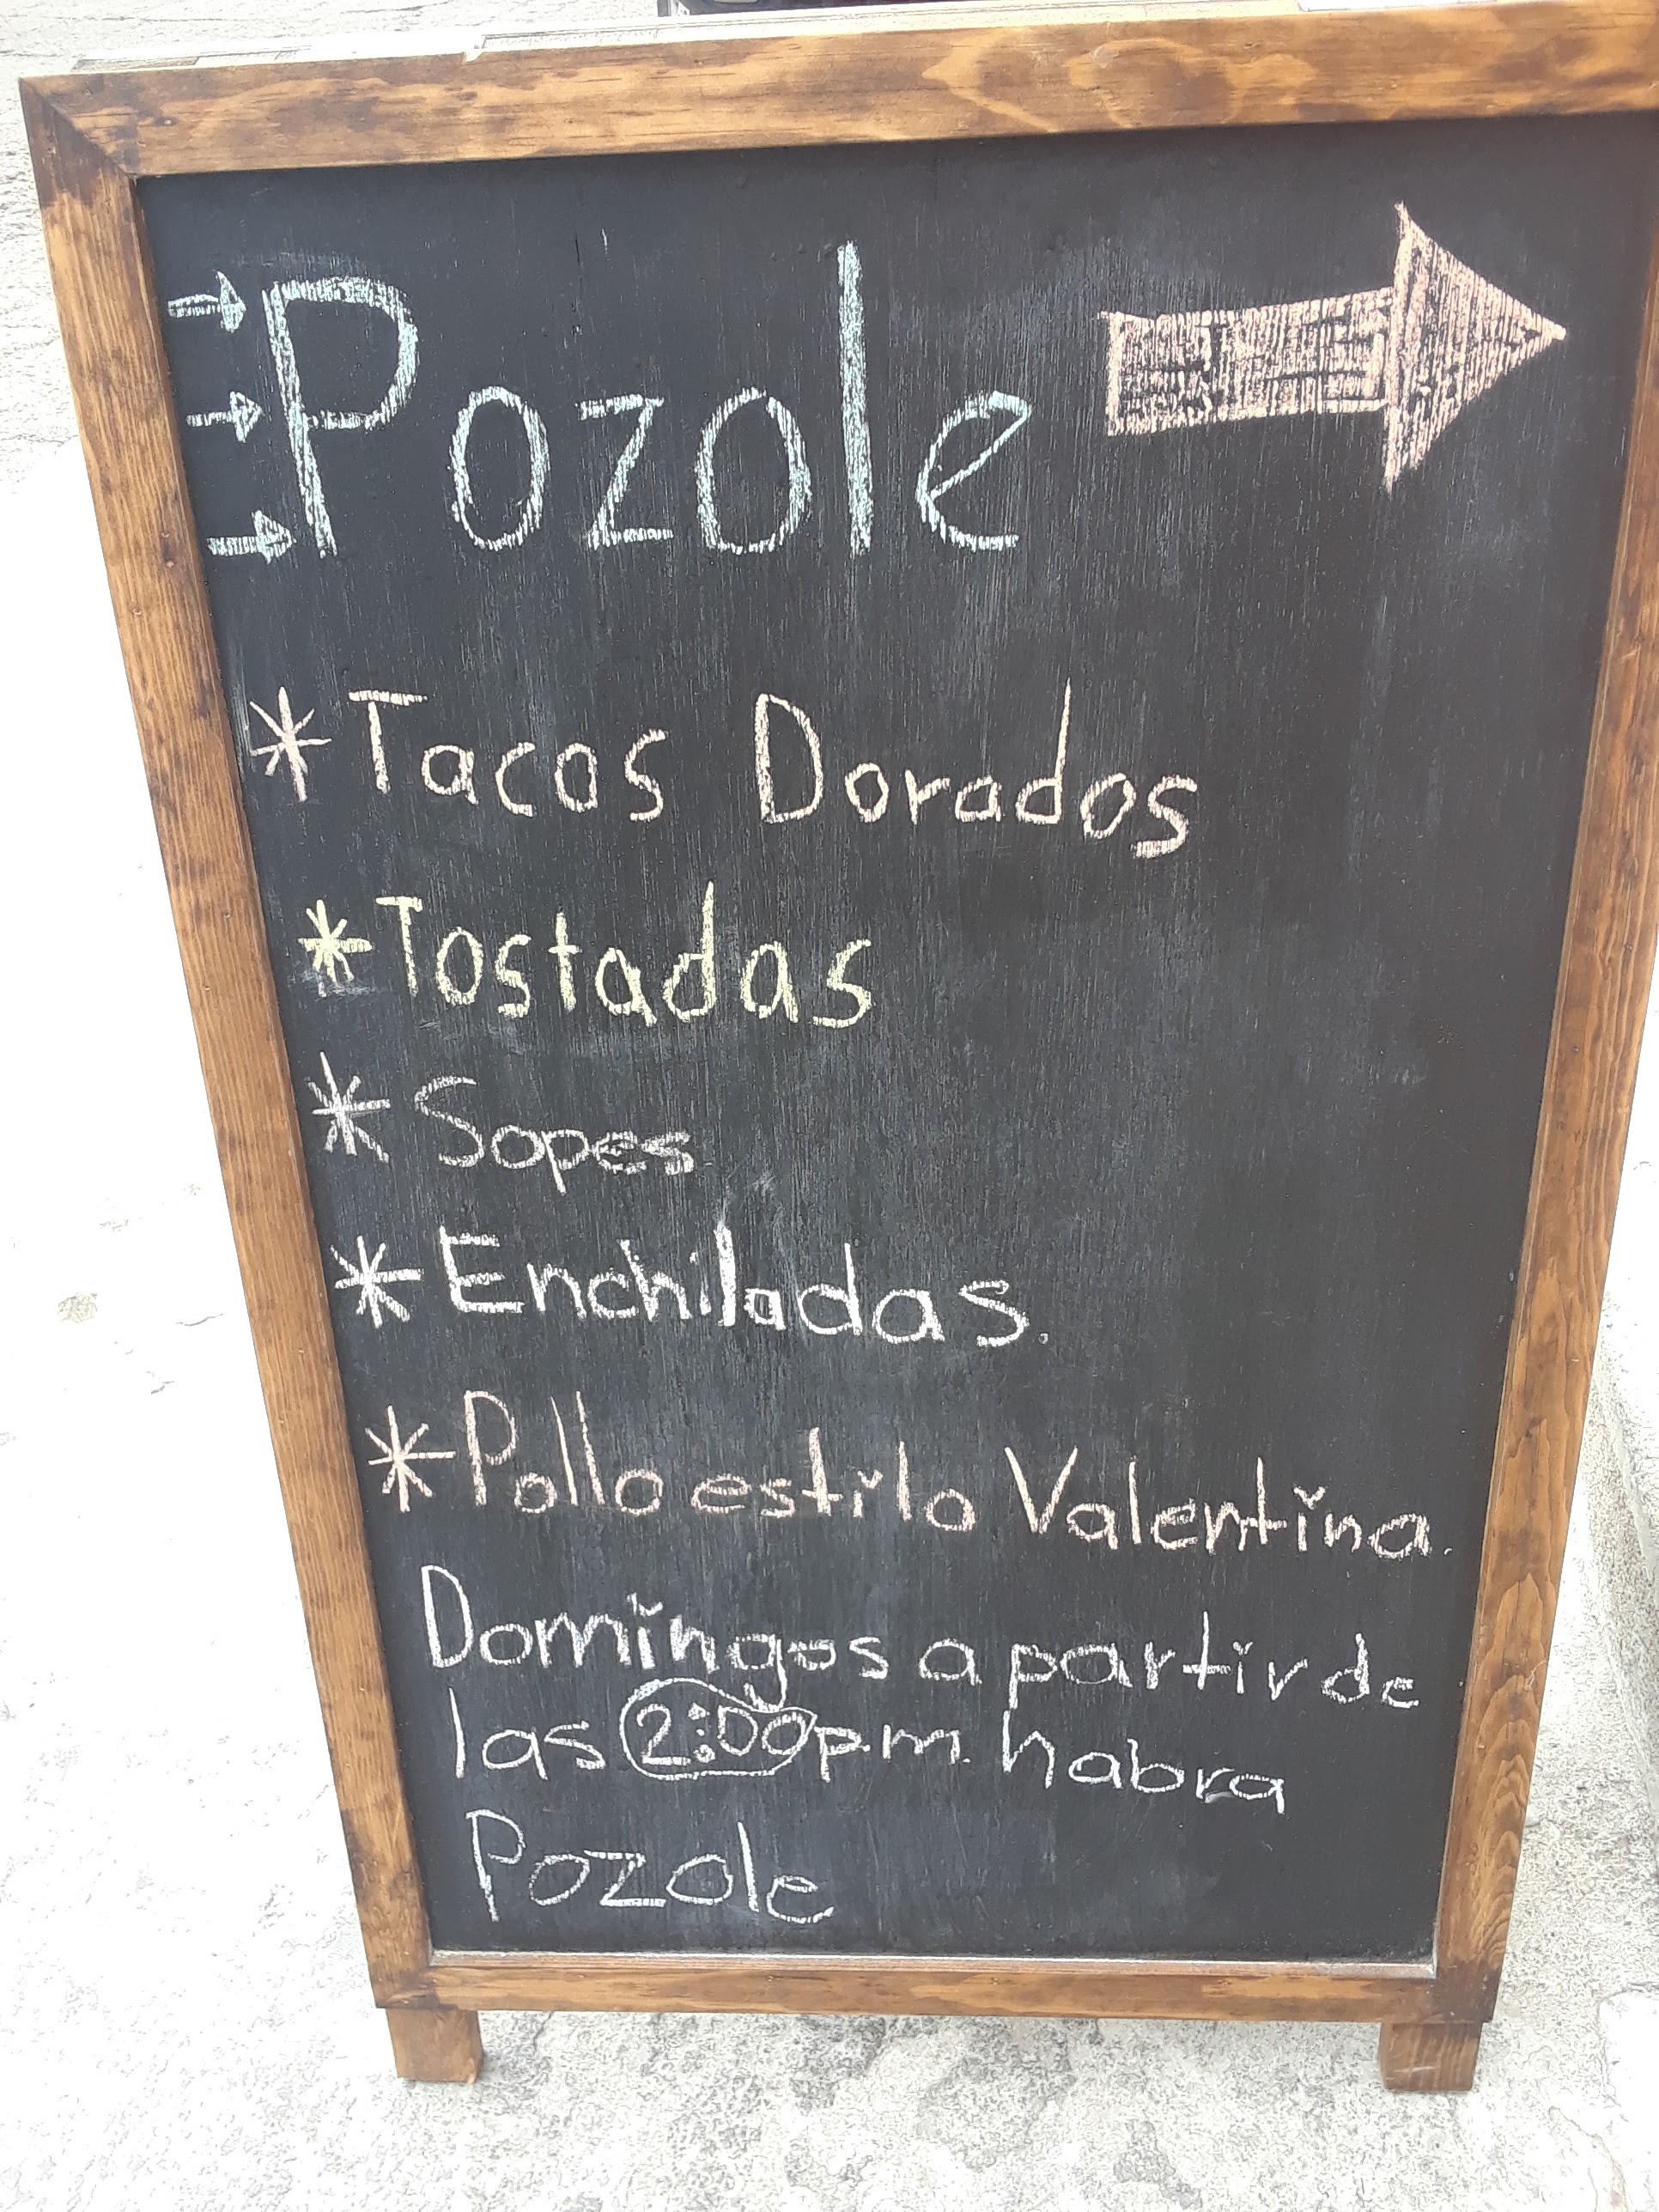 Pozole
* Tacos Dorados
* Tostadas
* Sopes
* Enchiladas.
* Pollo estilo Valentina.
Domingos a partir de
las 2:00 p.m. habra
Pozole